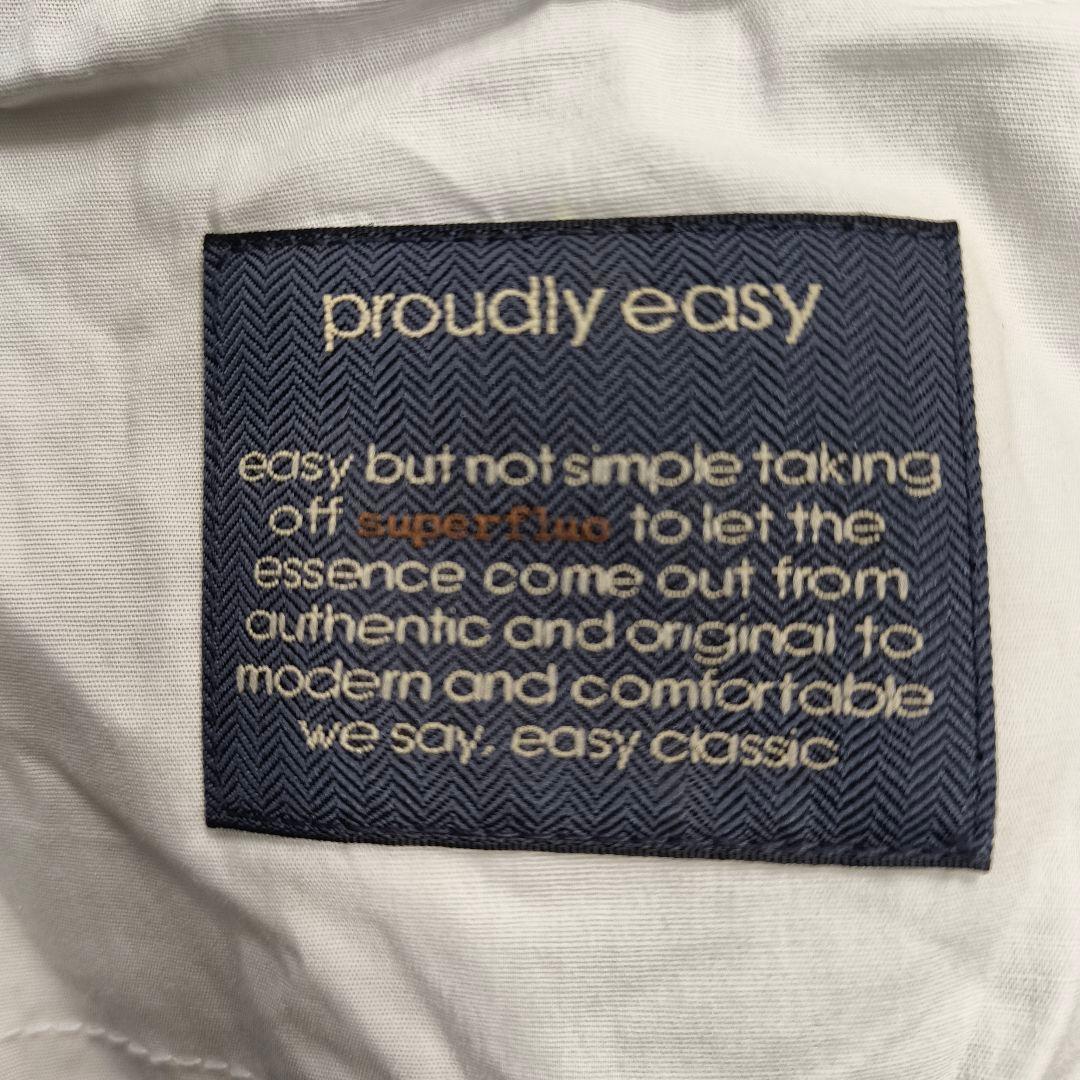 proudly easy
easy but not simple taking
off superfluo to let the
essence come out from
authentic and original to
modern and comfortable
we say, easy classic